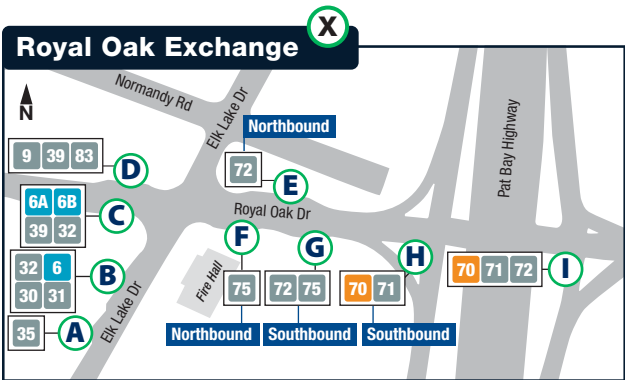 Royal Oak Exchange
X
Normandy Rd
Elk Lake Dr
N
Northbound
Pat Bay Highway
9 39 83
D
72
E
6A 6B
39 32
C
Royal Oak Dr
F
G
H
32 6
30 31
B
Fire Hall
75
72 75
70 71
70 71 72
I
35
A
Elk Lake Dr
Northbound
Southbound
Southbound